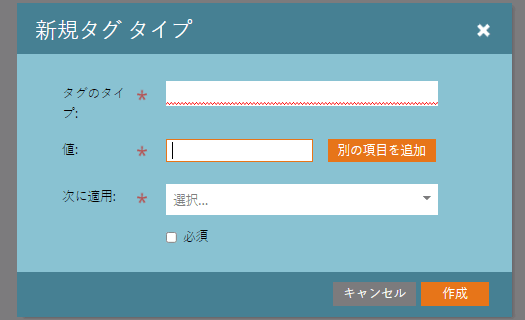 新規タグ タイプ
タグのタイ
プ:
値:
別の項目を追加
次に適用:
選択...
必須
キャンセル
作成